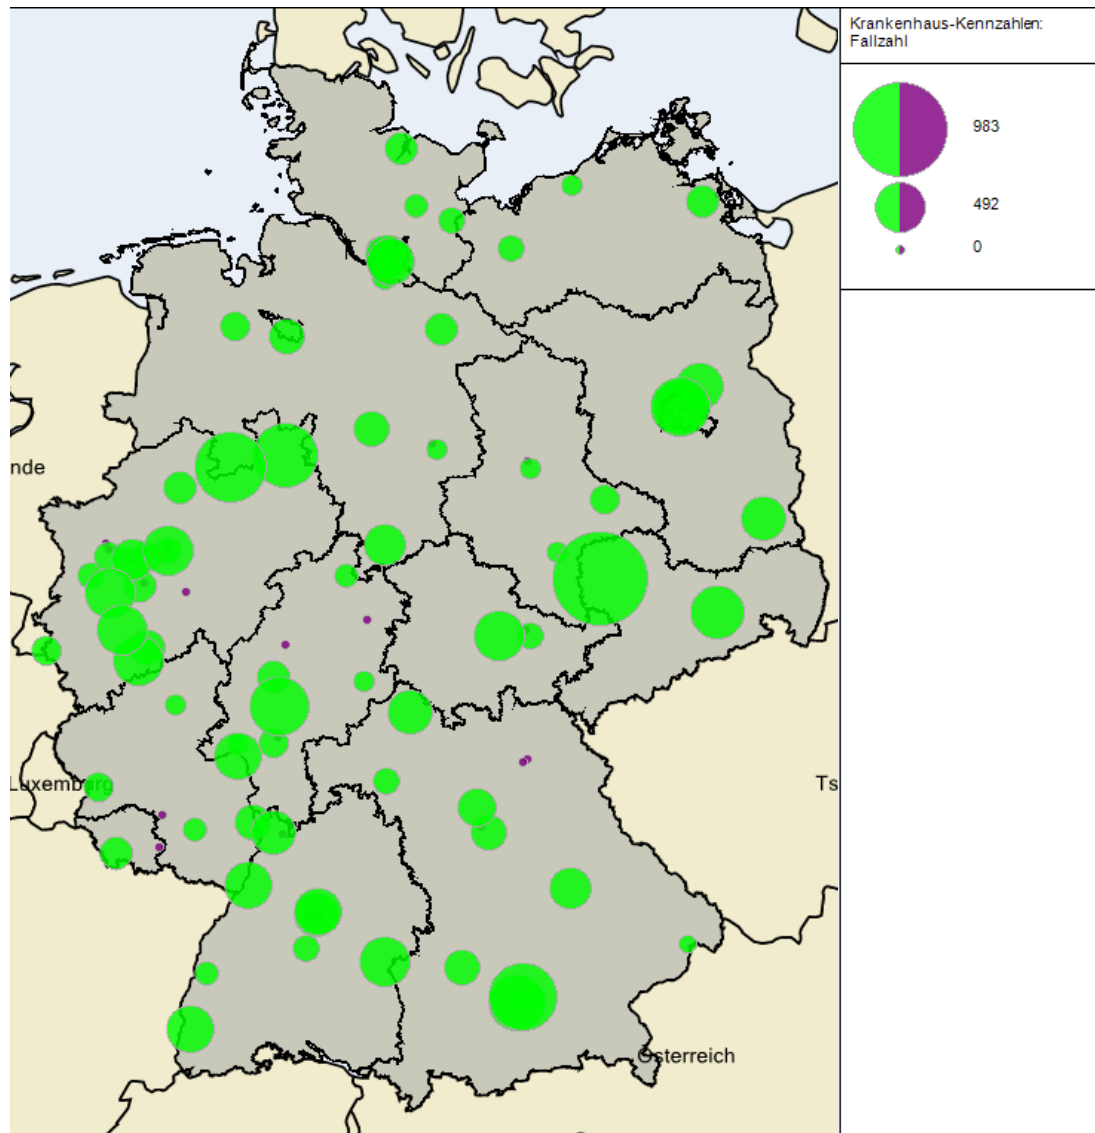 Krankenhaus-Kennzahlen:
Fallzahl
983
492
0
nde
Luxemburg
Ts
Österreich